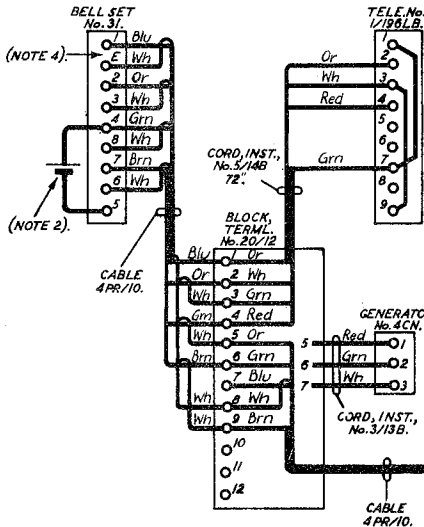 BELL SET
No. 31.
(NOTE 4).
1 Blu
E Wh
2 Or
3 Wh
4 Grn
8 Wh
7 Brn
6 Wh
5
(NOTE 2).
CABLE
4PR/10.
TELE. No.
1/196LB.
1
2
3
4
5
6
7
8
9
Or
Wh
Red
Grn
CORD, INST.,
No. 5/14B
72".
BLOCK,
TERML.
No. 20/12
Blu 1 Or
Or 2 Wh
Wh 3 Grn
Grn 4 Red
Wh 5 Or
Brn 6 Grn
7 Blu
Wh 8 Wh
Wh 9 Brn
10
11
12
GENERATO
No. 4CN.
5 Red 1
6 Grn 2
7 Wh 3
CORD, INST.,
No. 3/13B.
CABLE
4PR/10.